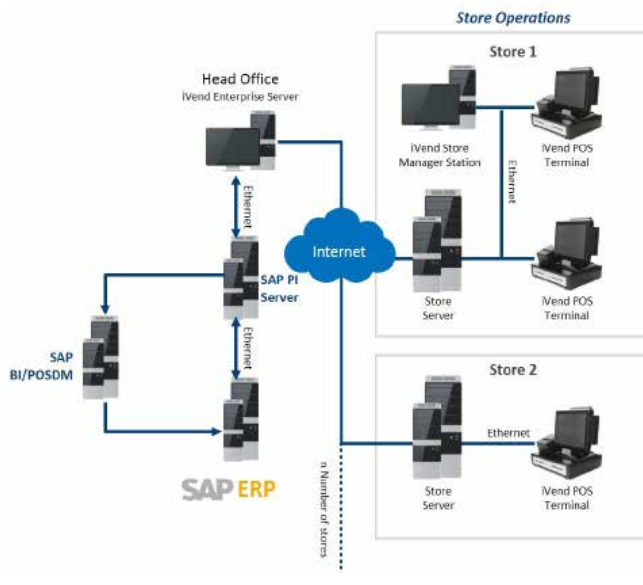 Store Operations
Head Office
iVend Enterprise Server
Ethernet
SAP PI
Server
SAP
BI/POSDM
Ethernet
SAP ERP
Internet
n Number of stores
Store 1
iVend Store
Manager Station
iVend POS
Terminal
Ethernet
Store
Server
iVend POS
Terminal
Store 2
Ethernet
Store
Server
iVend POS
Terminal